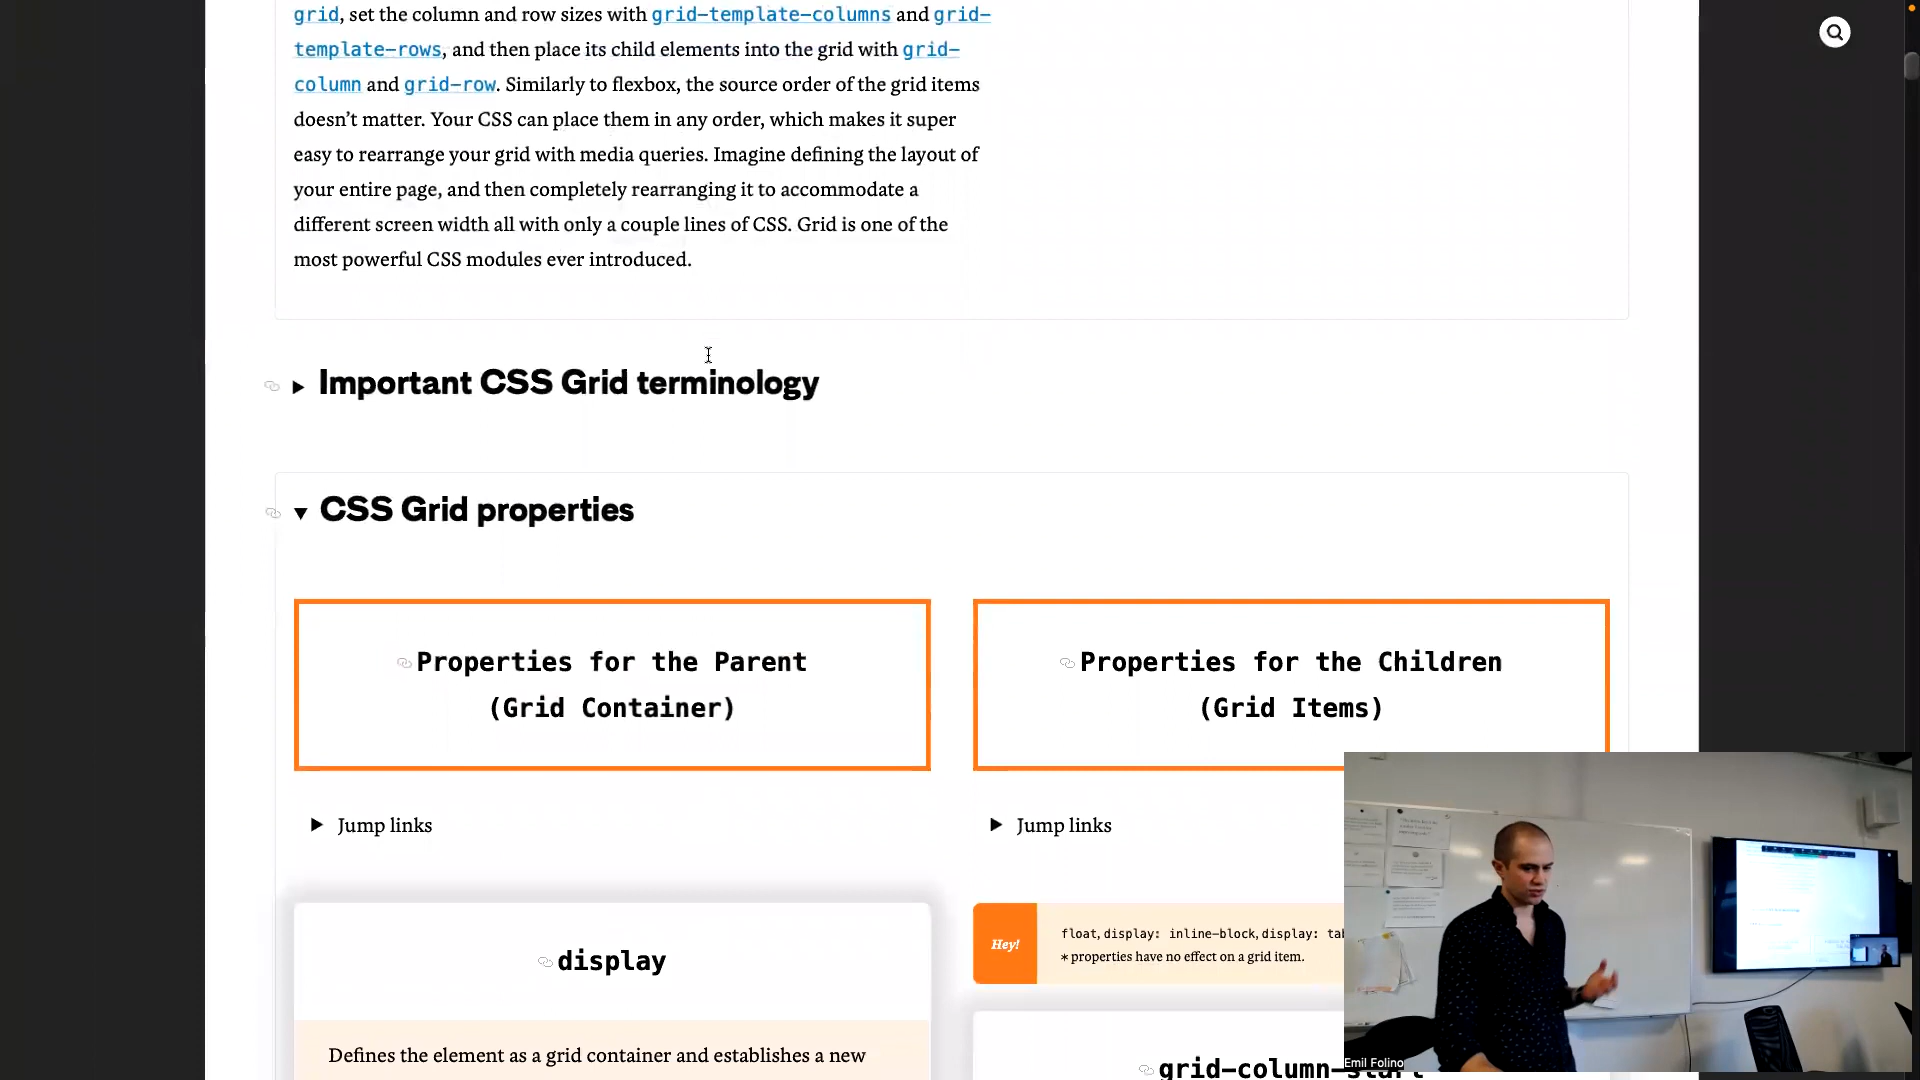 grid, set the column and row sizes with grid-template-columns and grid-
template-rows, and then place its child elements into the grid with grid-
column and grid-row. Similarly to flexbox, the source order of the grid items
doesn’t matter. Your CSS can place them in any order, which makes it super
easy to rearrange your grid with media queries. Imagine defining the layout of
your entire page, and then completely rearranging it to accommodate a
different screen width all with only a couple lines of CSS. Grid is one of the
most powerful CSS modules ever introduced.
Important CSS Grid terminology
CSS Grid properties
Properties for the Parent
(Grid Container)
Properties for the Children
(Grid Items)
Jump links
Jump links
display
Defines the element as a grid container and establishes a new
Hey!
float, display: inline-block, display: tab
* properties have no effect on a grid item.
grid-column-start
Emil Folino